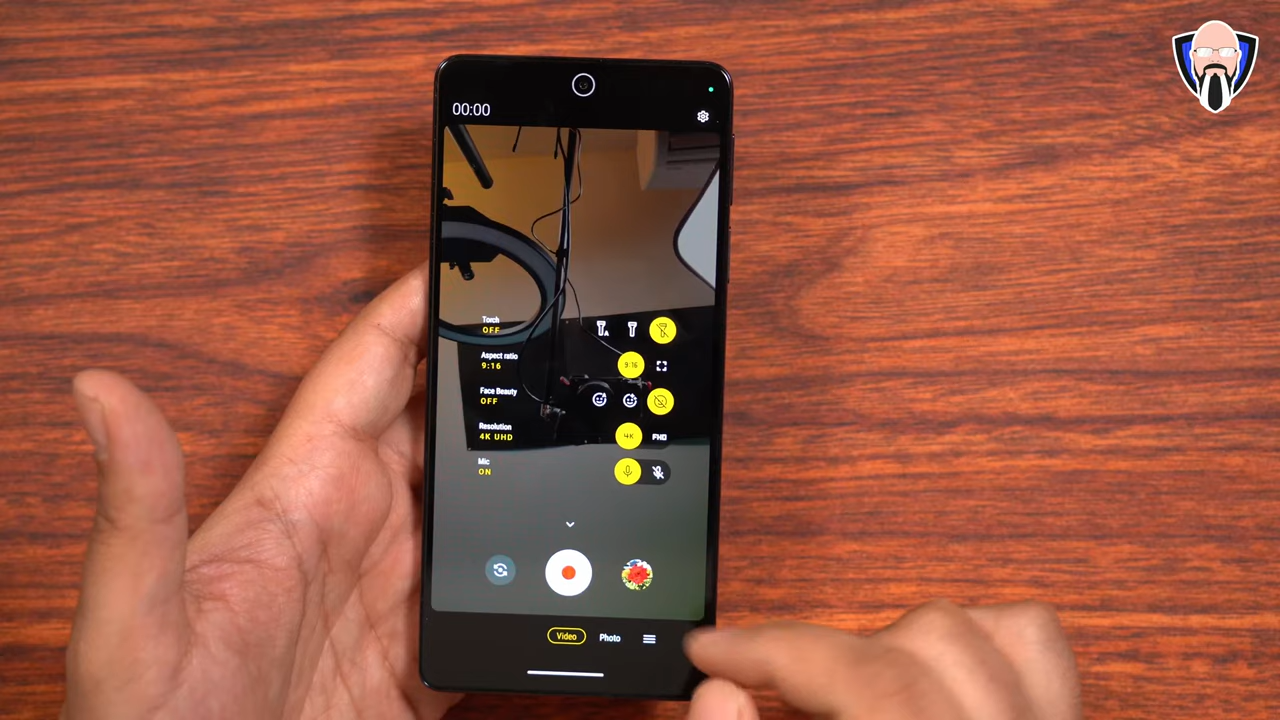 00:00
Torch
OFF
A
Aspect ratio
9:16
9:16
Face Beauty
OFF
Resolution
4K UHD
4K
FHD
Mic
ON
Video
Photo